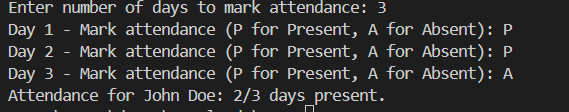 Enter number of days to mark attendance: 3
Day 1 - Mark attendance (P for Present, A for Absent): P
Day 2 - Mark attendance (P for Present, A for Absent): P
Day 3 - Mark attendance (P for Present, A for Absent): A
Attendance for John Doe: 2/3 days present.